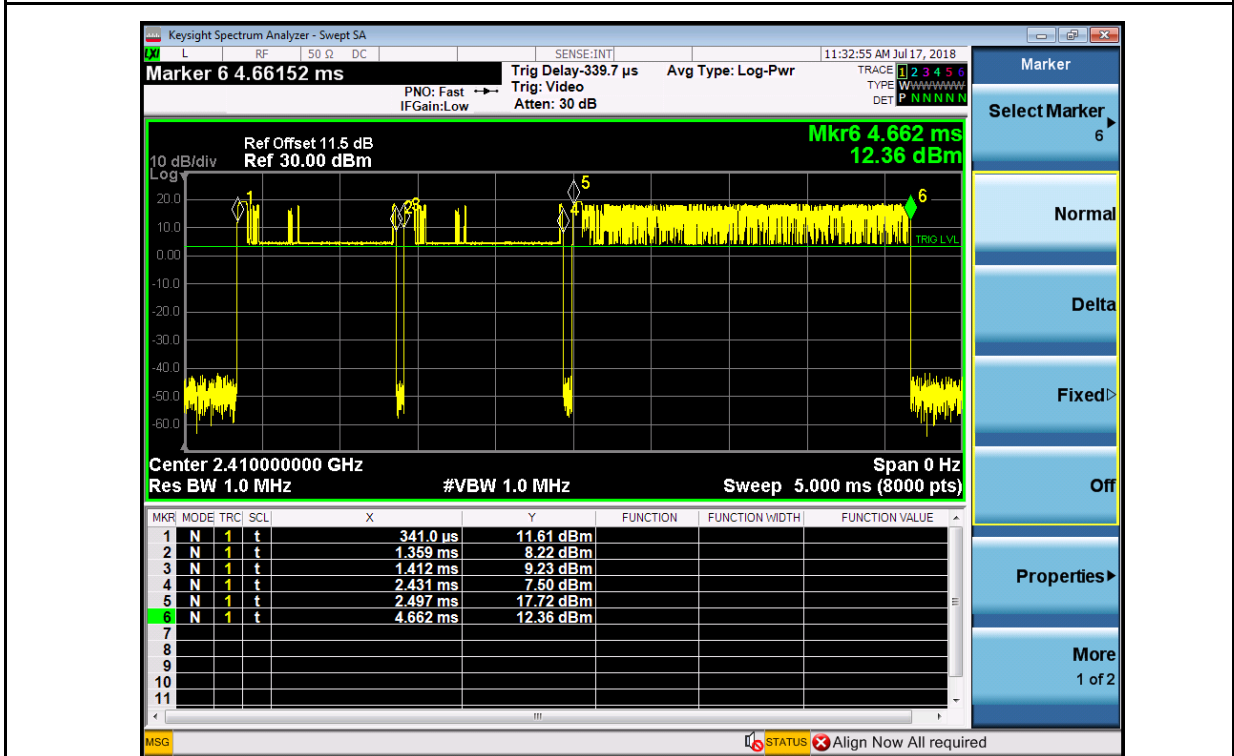 Keysight Spectrum Analyzer - Swept SA
LXI L RF 50 Ω DC SENSE:INT 11:32:55 AM Jul 17, 2018
Marker 6 4.66152 ms
PNO: Fast
IFGain:Low
Trig Delay-339.7 µs
Trig: Video
Atten: 30 dB
Avg Type: Log-Pwr
TRACE 1 2 3 4 5 6
TYPE WWWWWW
DET P N N N N N
Mkr6 4.662 ms
12.36 dBm
Ref Offset 11.5 dB
10 dB/div Ref 30.00 dBm
Log
20.0
10.0
0.00
-10.0
-20.0
-30.0
-40.0
-50.0
-60.0
1
2
3
4
5
6
TRIG LVL
Center 2.410000000 GHz Span 0 Hz
Res BW 1.0 MHz #VBW 1.0 MHz Sweep 5.000 ms (8000 pts)
MKR MODE TRC SCL X Y FUNCTION FUNCTION WIDTH FUNCTION VALUE
1 N 1 t 341.0 µs 11.61 dBm
2 N 1 t 1.359 ms 8.22 dBm
3 N 1 t 1.412 ms 9.23 dBm
4 N 1 t 2.431 ms 7.50 dBm
5 N 1 t 2.497 ms 17.72 dBm
6 N 1 t 4.662 ms 12.36 dBm
7
8
9
10
11
MSG STATUS Align Now All required
Marker
Select Marker
6
Normal
Delta
Fixed
Off
Properties
More
1 of 2